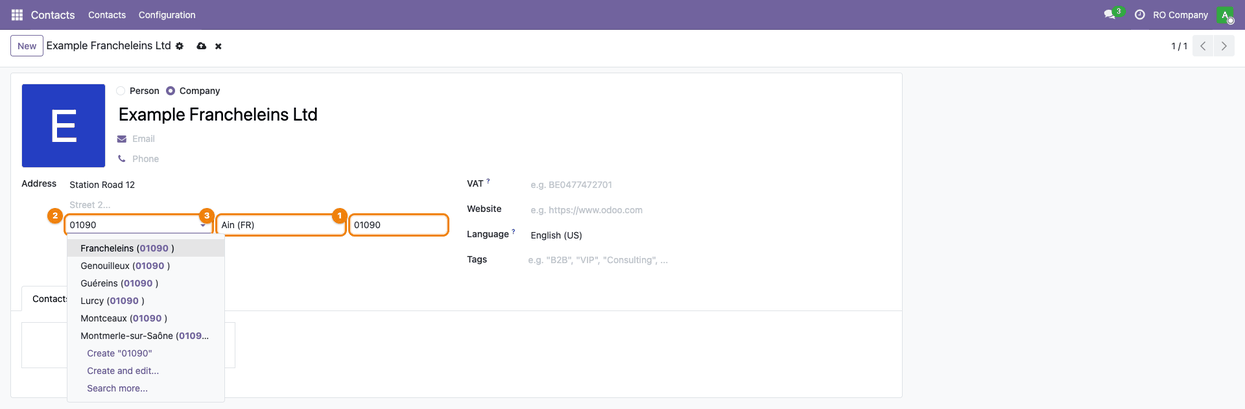 Contacts Contacts Configuration 3 RO Company A
New Example Francheleins Ltd 1 / 1
E
Person Company
Example Francheleins Ltd
Email
Phone
Address Station Road 12 VAT ? e.g. BE0477472701
Street 2... Website e.g. https://www.odoo.com
2 3 1
01090 Ain (FR) 01090
Language ? English (US)
Francheleins (01090 )
Tags e.g. "B2B", "VIP", "Consulting", ...
Genouilleux (01090 )
Guéreins (01090 )
Contacts Lurcy (01090 )
Montceaux (01090 )
Montmerle-sur-Saône (0109...
Create "01090"
Create and edit...
Search more...